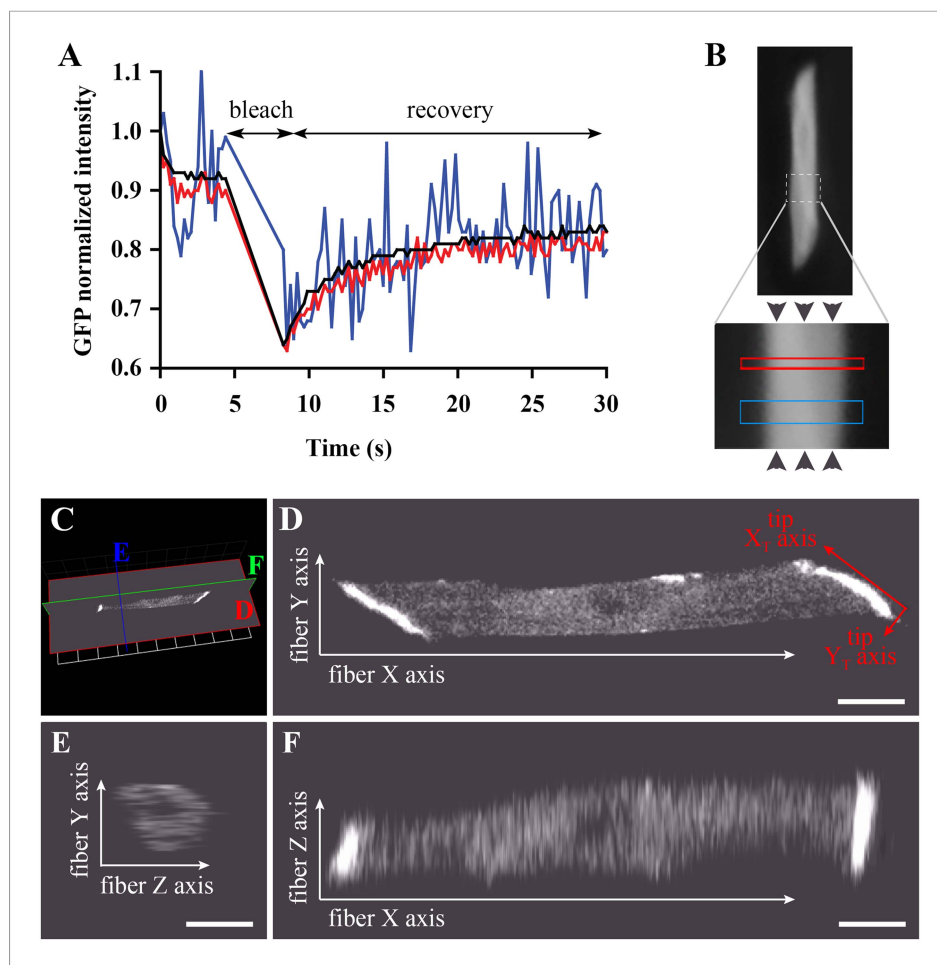 A
GFP normalized intensity
1.1
1.0
0.9
0.8
0.7
0.6
bleach
recovery
0 5 10 15 20 25 30
Time (s)
B
C
E
F
D
D
fiber Y axis
fiber X axis
tip
X_T axis
tip
Y_T axis
E
fiber Y axis
fiber Z axis
F
fiber Z axis
fiber X axis